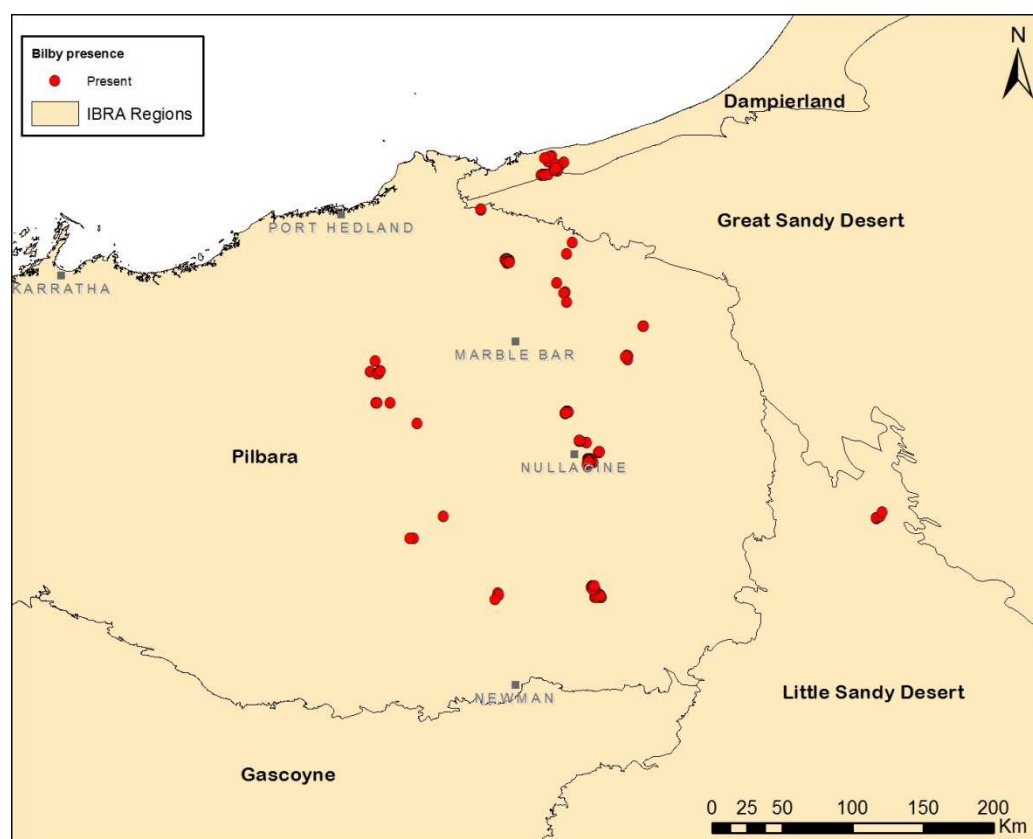 Bilby presence
Present
IBRA Regions
N
Dampierland
Great Sandy Desert
PORT HEDLAND
KARRATHA
MARBLE BAR
Pilbara
NULLAGINE
Little Sandy Desert
NEWMAN
Gascoyne
0 25 50 100 150 200
Km